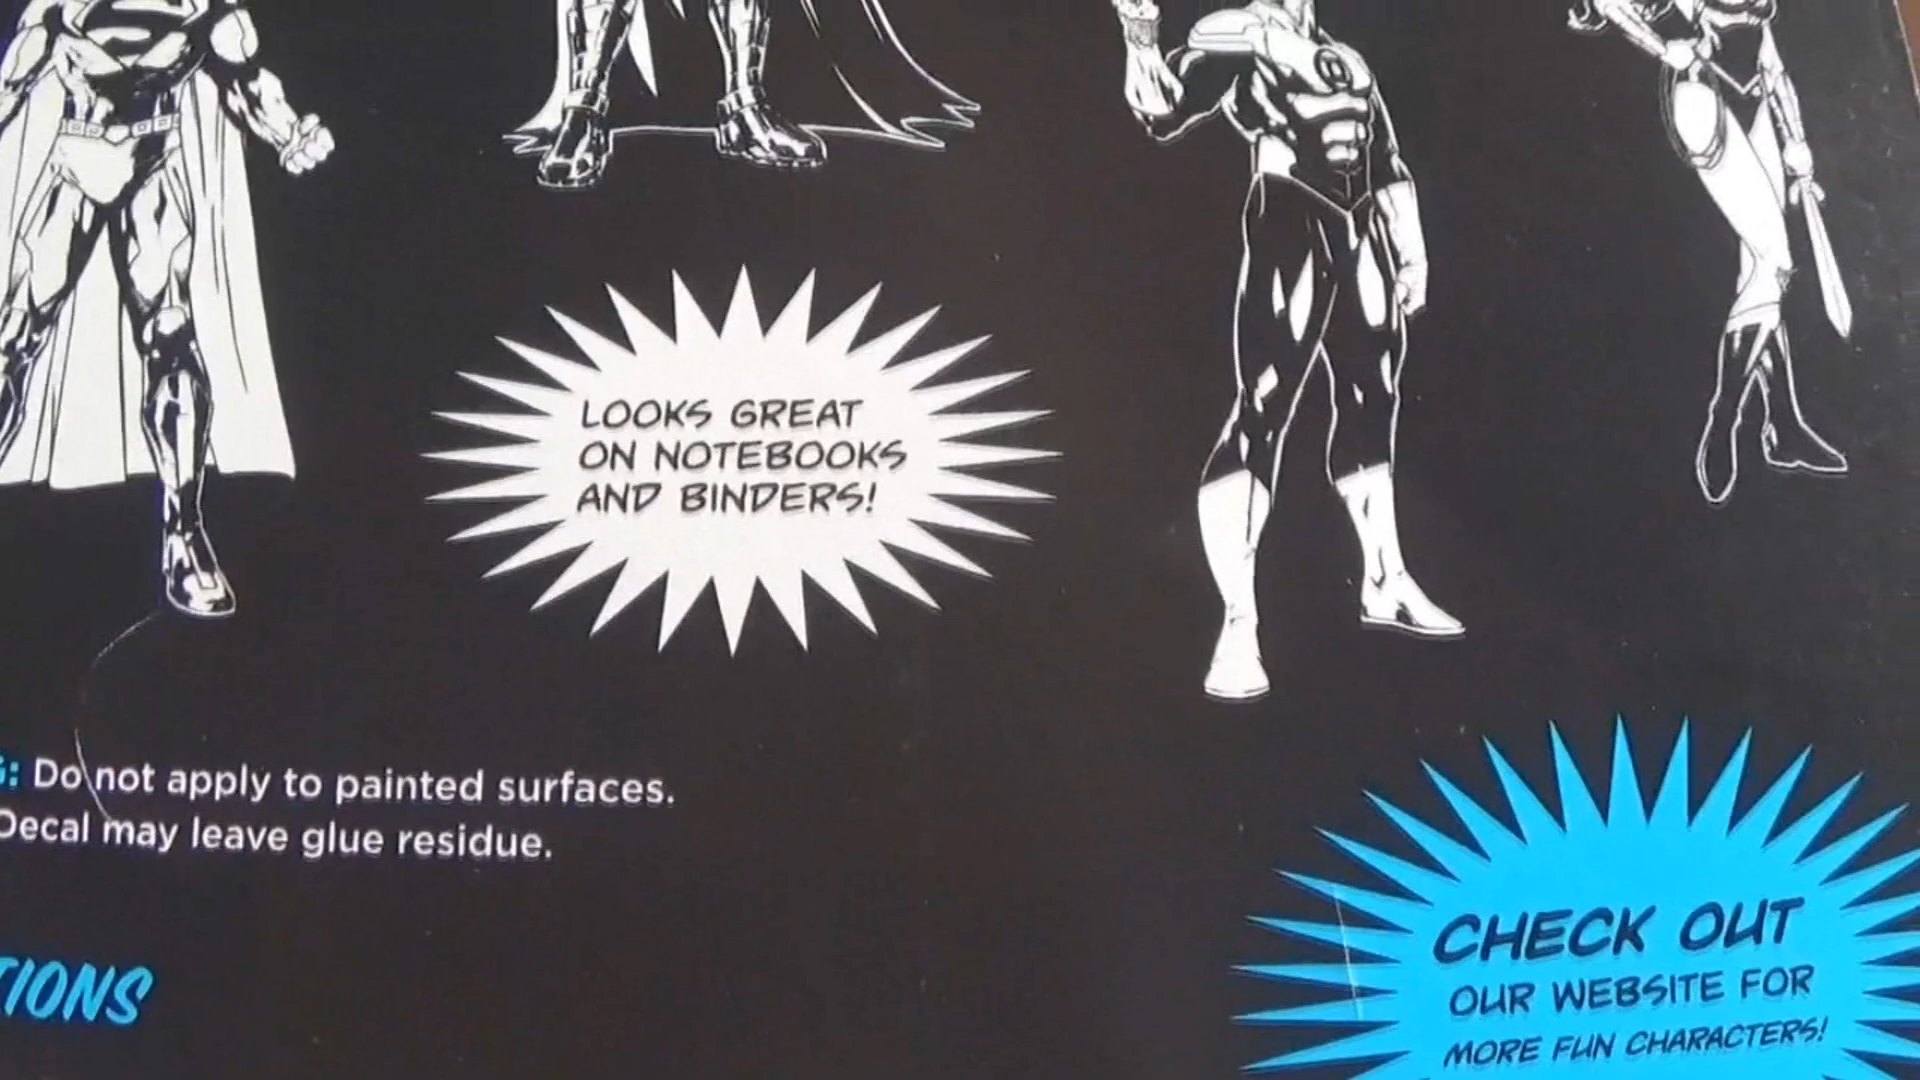 LOOKS GREAT
ON NOTEBOOKS
AND BINDERS!
: Do not apply to painted surfaces.
Decal may leave glue residue.
TIONS
CHECK OUT
OUR WEBSITE FOR
MORE FUN CHARACTERS!